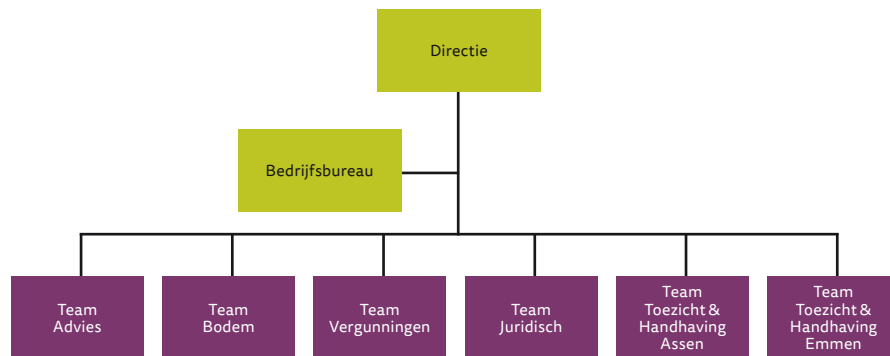 Directie
Bedrijfsbureau
Team
Advies
Team
Bodem
Team
Vergunningen
Team
Juridisch
Team
Toezicht &
Handhaving
Assen
Team
Toezicht &
Handhaving
Emmen